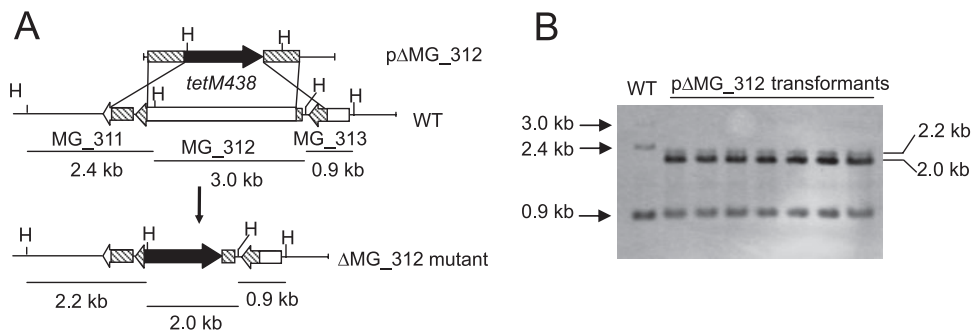 A
H
H
pΔMG_312
tetM438
H
H
H
H
WT
MG_311
MG_312
MG_313
2.4 kb
3.0 kb
0.9 kb
H
H
H
H
ΔMG_312 mutant
2.2 kb
2.0 kb
0.9 kb
B
WT
pΔMG_312 transformants
3.0 kb
2.4 kb
0.9 kb
2.2 kb
2.0 kb